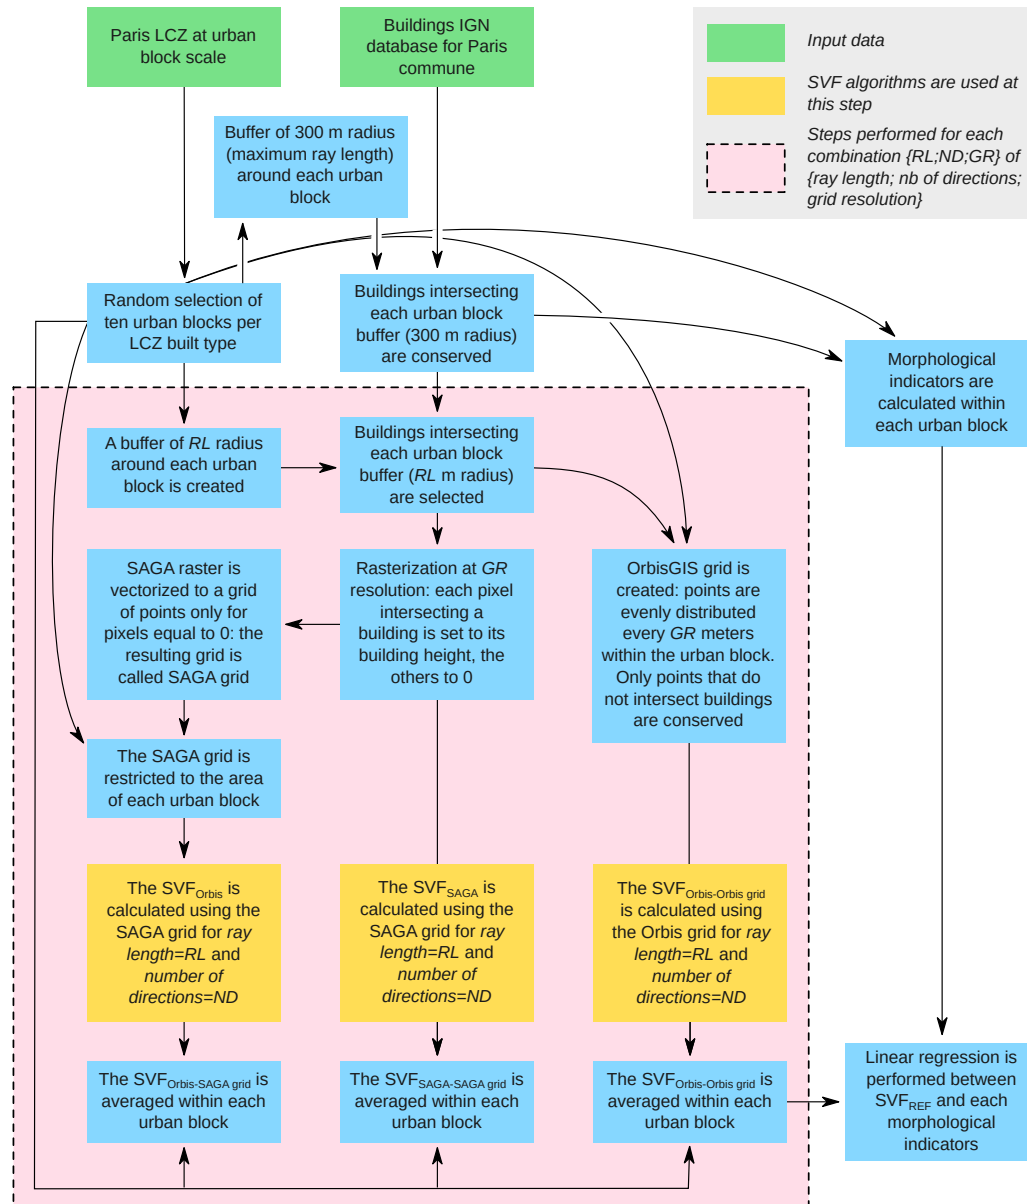 Paris LCZ at urban
block scale
Buildings IGN
database for Paris
commune
Input data
SVF algorithms are used at
this step
Steps performed for each
combination {RL;ND;GR} of
{ray length; nb of directions;
grid resolution}
Buffer of 300 m radius
(maximum ray length)
around each urban
block
Random selection of
ten urban blocks per
LCZ built type
Buildings intersecting
each urban block
buffer (300 m radius)
are conserved
Morphological
indicators are
calculated within
each urban block
A buffer of RL radius
around each urban
block is created
Buildings intersecting
each urban block
buffer (RL m radius)
are selected
SAGA raster is
vectorized to a grid
of points only for
pixels equal to 0: the
resulting grid is
called SAGA grid
Rasterization at GR
resolution: each pixel
intersecting a
building is set to its
building height, the
others to 0
OrbisGIS grid is
created: points are
evenly distributed
every GR meters
within the urban block.
Only points that do
not intersect buildings
are conserved
The SAGA grid is
restricted to the area
of each urban block
The SVFOrbis is
calculated using the
SAGA grid for ray
length=RL and
number of
directions=ND
The SVFSAGA is
calculated using the
SAGA grid for ray
length=RL and
number of
directions=ND
The SVFOrbis-Orbis grid
is calculated using
the Orbis grid for ray
length=RL and
number of
directions=ND
The SVFOrbis-SAGA grid is
averaged within each
urban block
The SVFSAGA-SAGA grid is
averaged within each
urban block
The SVFOrbis-Orbis grid is
averaged within each
urban block
Linear regression is
performed between
SVFREF and each
morphological
indicators